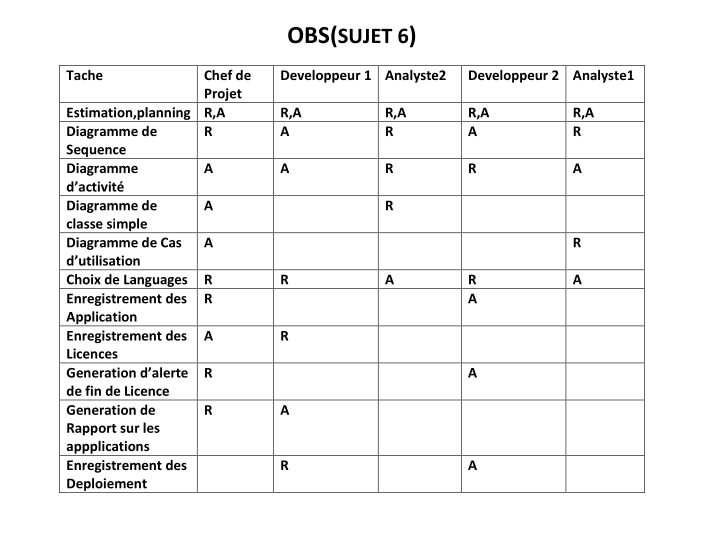 OBS(SUJET 6)
Tache Chef de Developpeur 1 Analyste2 Developpeur 2 Analyste1
Projet
Estimation,planning R,A R,A R,A R,A R,A
Diagramme de R A R A R
Sequence
Diagramme A A R R A
d’activité
Diagramme de A R
classe simple
Diagramme de Cas A R
d’utilisation
Choix de Languages R R A R A
Enregistrement des R A
Application
Enregistrement des A R
Licences
Generation d’alerte R A
de fin de Licence
Generation de R A
Rapport sur les
appplications
Enregistrement des R A
Deploiement